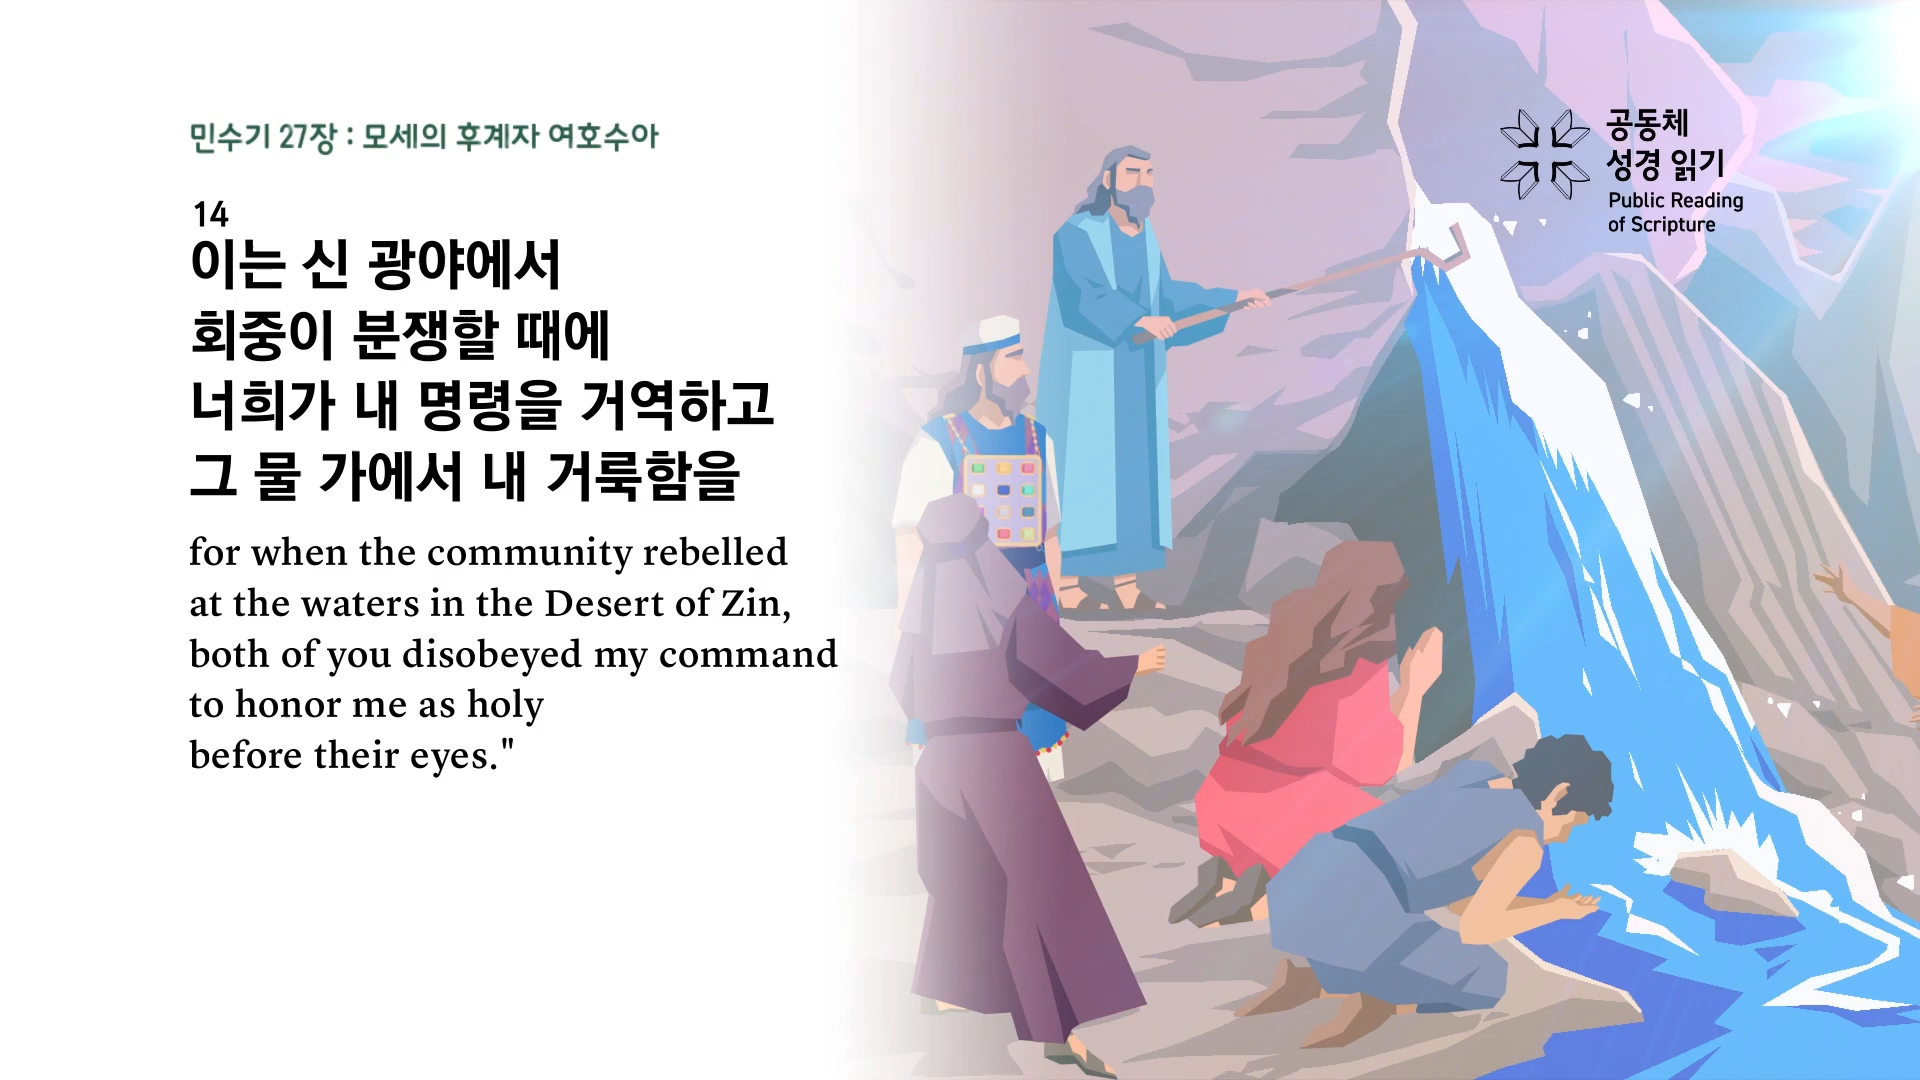 민수기 27장 : 모세의 후계자 여호수아
14
이는 신 광야에서
회중이 분쟁할 때에
너희가 내 명령을 거역하고
그 물 가에서 내 거룩함을
for when the community rebelled
at the waters in the Desert of Zin,
both of you disobeyed my command
to honor me as holy
before their eyes."
공동체
성경 읽기
Public Reading
of Scripture